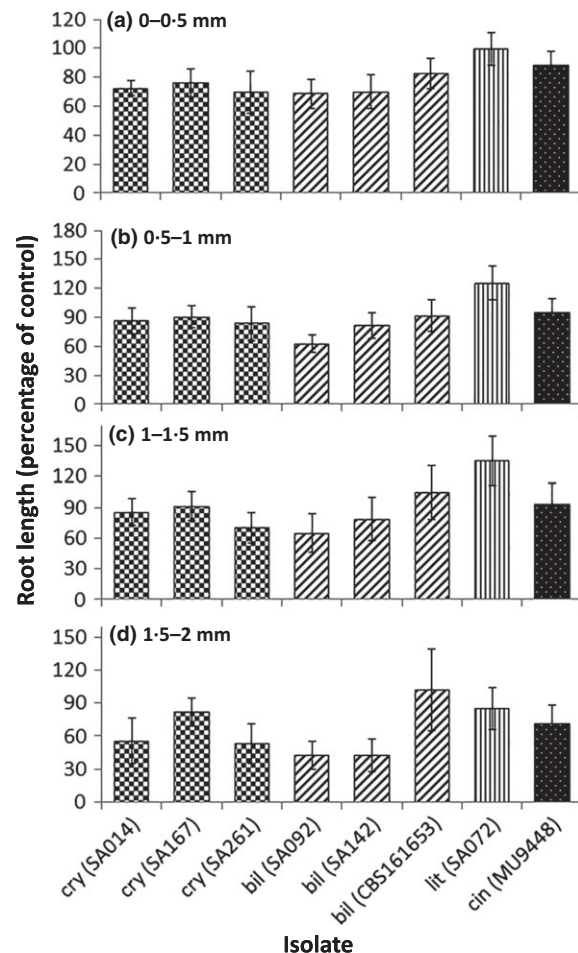 (a) 0–0·5 mm
120
100
80
60
40
20
0
(b) 0·5–1 mm
180
150
120
90
60
30
0
(c) 1–1·5 mm
150
120
90
60
30
0
(d) 1·5–2 mm
150
120
90
60
30
0
Root length (percentage of control)
cry (SA014)
cry (SA167)
cry (SA261)
bil (SA092)
bil (SA142)
bil (CBS161653)
lit (SA072)
cin (MU9448)
Isolate